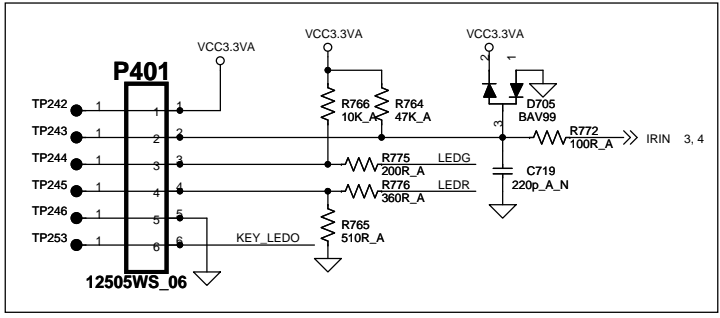 VCC3.3VA VCC3.3VA VCC3.3VA
P401
2 1
TP242 1 1 1
R766 10K_A
R764 47K_A
D705 BAV99
3
TP243 1 2 2
R772 100R_A
IRIN 3, 4
TP244 1 3 3
R775 200R_A
LEDG
C719 220p_A_N
TP245 1 4 4
R776 360R_A
LEDR
TP246 1 5 5
R765 510R_A
TP253 1 6 6
KEY_LEDO
12505WS_06